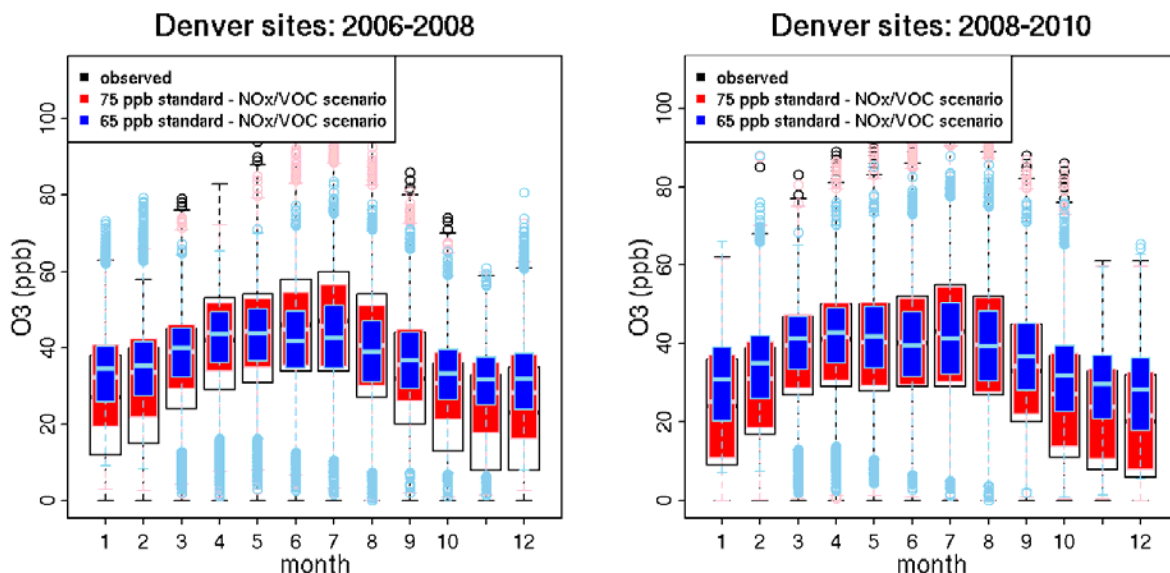 Denver sites: 2006-2008
observed
75 ppb standard - NOx/VOC scenario
65 ppb standard - NOx/VOC scenario
O3 (ppb)
100
80
60
40
20
0
1 2 3 4 5 6 7 8 9 10 12
month
Denver sites: 2008-2010
observed
75 ppb standard - NOx/VOC scenario
65 ppb standard - NOx/VOC scenario
O3 (ppb)
100
80
60
40
20
0
1 2 3 4 5 6 7 8 9 10 12
month